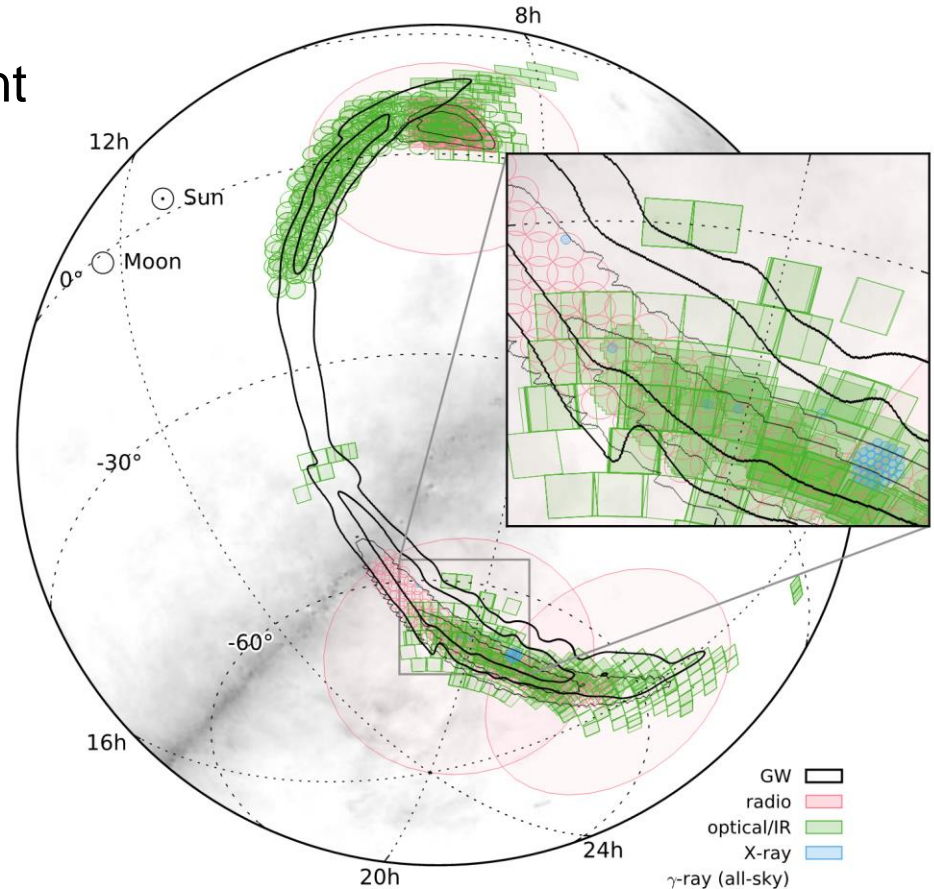 nt
8h
12h
Sun
Moon
0°
-30°
-60°
16h
20h
24h
GW
radio
optical/IR
X-ray
γ-ray (all-sky)